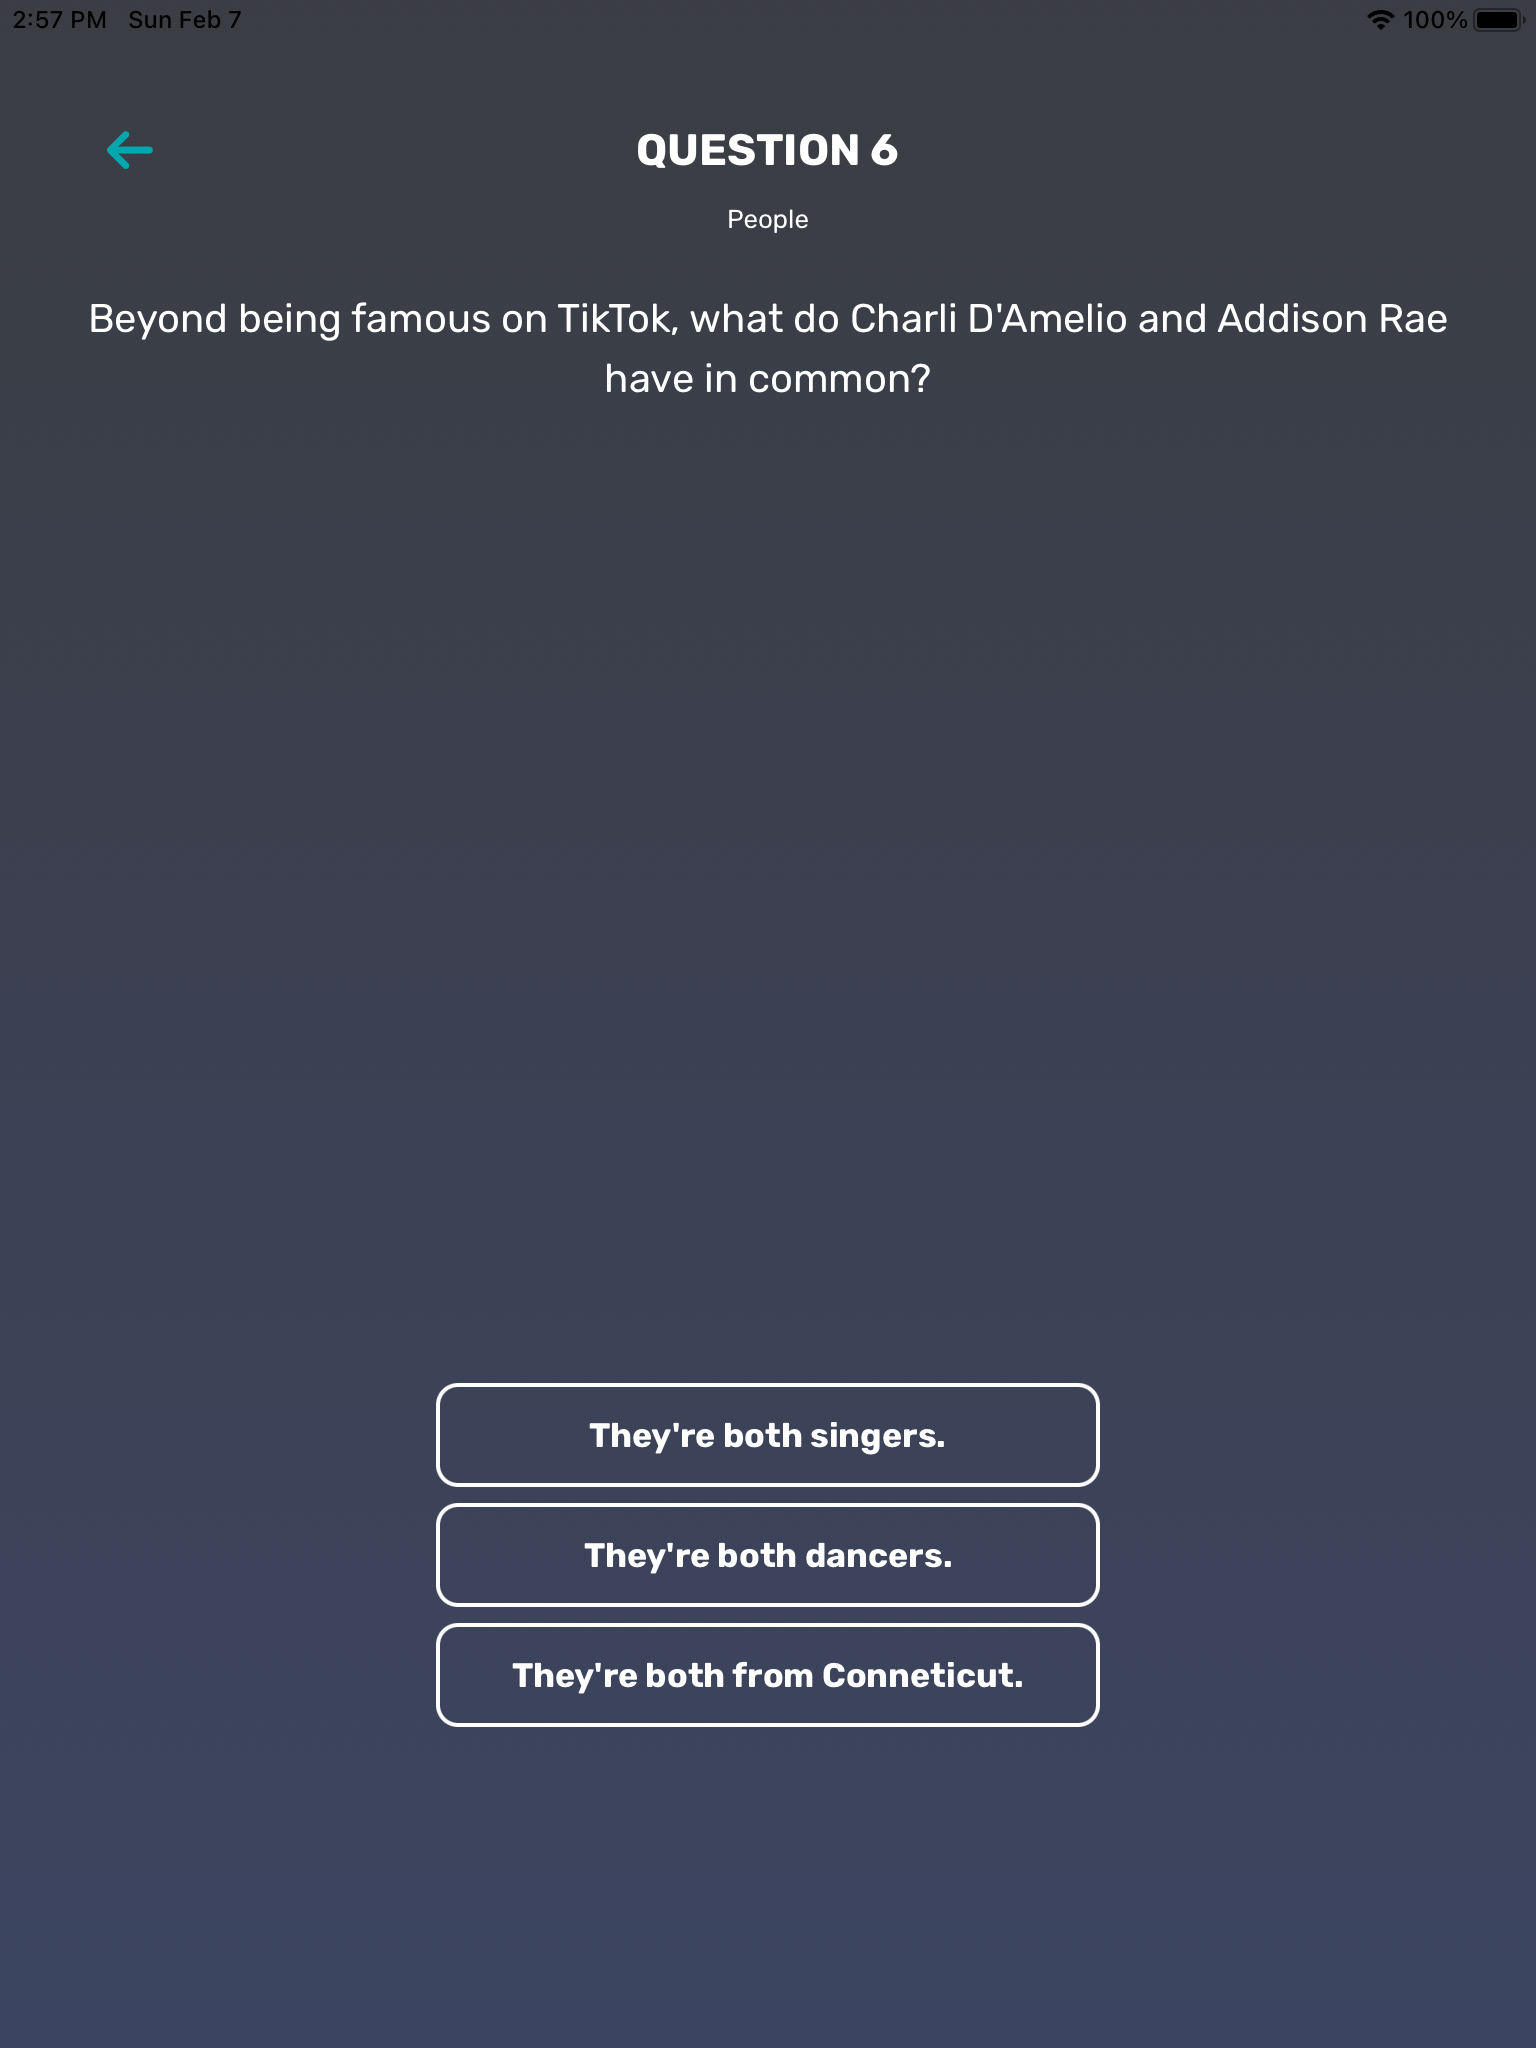 2:57 PM Sun Feb 7 100%
QUESTION 6
People
Beyond being famous on TikTok, what do Charli D'Amelio and Addison Rae
have in common?
They're both singers.
They're both dancers.
They're both from Conneticut.